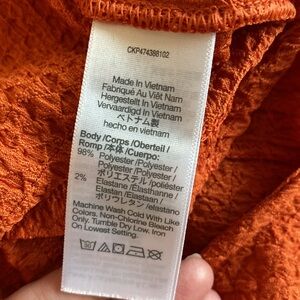 CKP474388102
Made In Vietnam
Fabriqué Au Viêt Nam
Hergestellt In Vietnam
Vervaardigd In Vietnam
ベトナム製
hecho en vietnam
Body/Corps/Oberteil/
Romp/本体/Cuerpo:
98% Polyester/Polyester/
Polyester/Polyester/
ポリエステル/poliéster
2% Elastane/Élasthanne/
Elastan/Elastaan/
ポリウレタン/elastano
Machine Wash Cold With Like
Colors. Non-Chlorine Bleach
Only. Tumble Dry Low. Iron
On Lowest Setting.